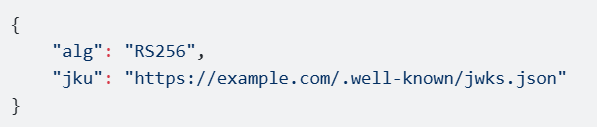 {
    "alg": "RS256",
    "jku": "https://example.com/.well-known/jwks.json"
}